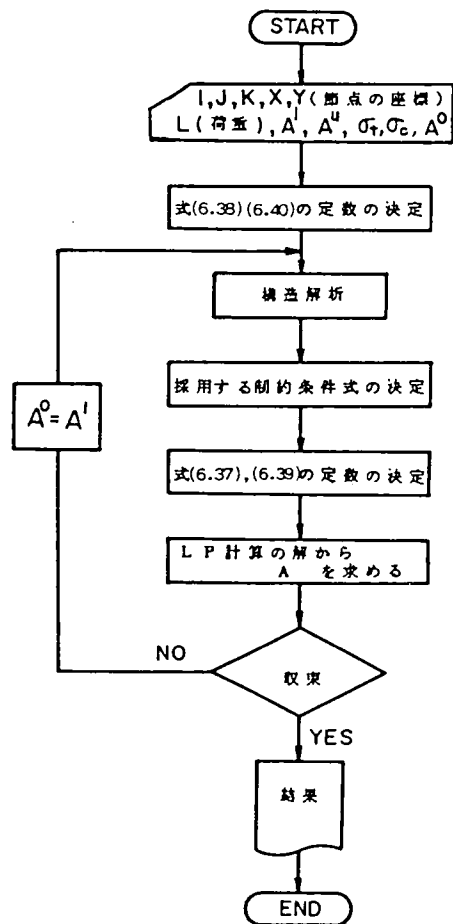 START
I,J,K,X,Y(節点の座標)
L(荷重),A^l, A^u, σt,σc, A^0
式(6.38)(6.40)の定数の決定
構造解析
採用する制約条件式の決定
A^0=A^1
式(6.37),(6.39)の定数の決定
LP計算の解から
A を求める
NO
収束
YES
結果
END